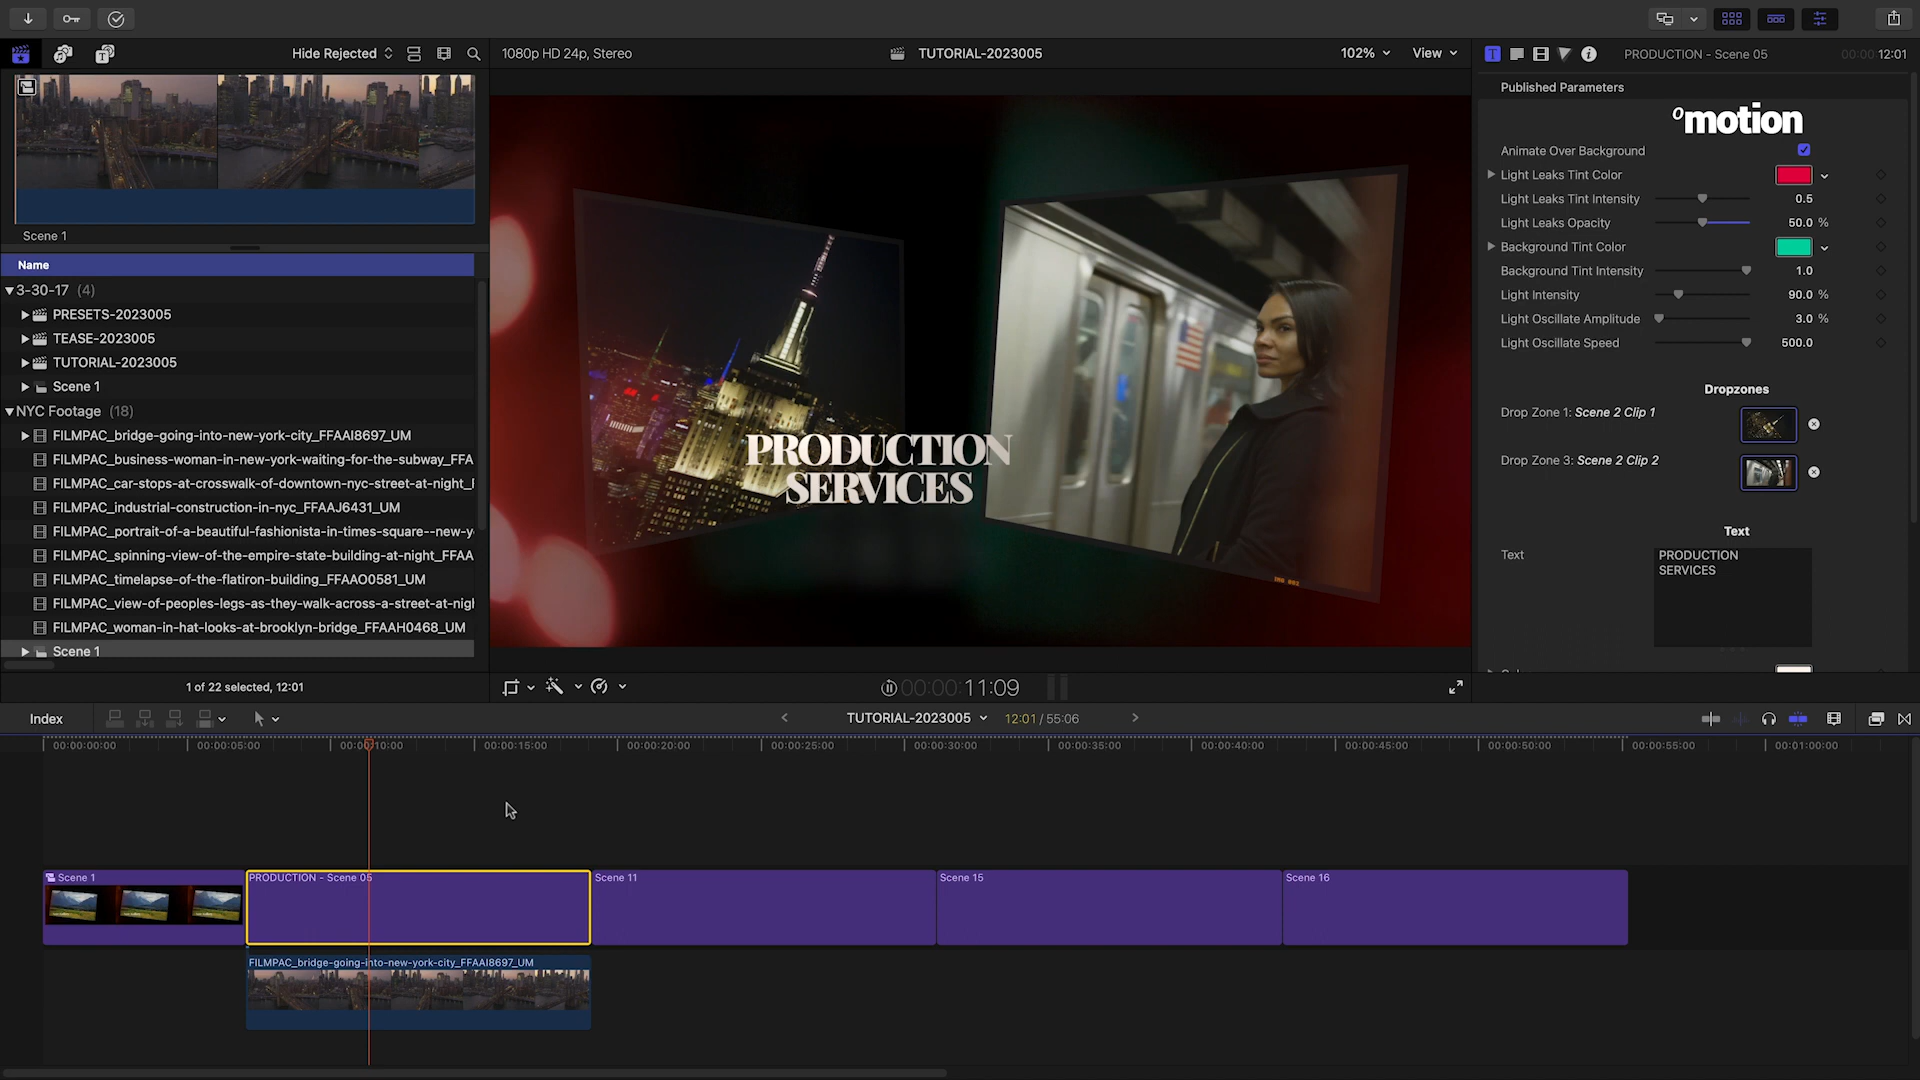 Hide Rejected
1080p HD 24p, Stereo
TUTORIAL-2023005
102%
View
PRODUCTION - Scene 05
00:00:12:01
Scene 1
Name
3-30-17 (4)
PRESETS-2023005
TEASE-2023005
TUTORIAL-2023005
Scene 1
NYC Footage (18)
FILMPAC_bridge-going-into-new-york-city_FFAAI8697_UM
FILMPAC_business-woman-in-new-york-waiting-for-the-subway_FFA
FILMPAC_car-stops-at-crosswalk-of-downtown-nyc-street-at-night_
FILMPAC_industrial-construction-in-nyc_FFAAJ6431_UM
FILMPAC_portrait-of-a-beautiful-fashionista-in-times-square--new-y
FILMPAC_spinning-view-of-the-empire-state-building-at-night_FFAA
FILMPAC_timelapse-of-the-flatiron-building_FFAAO0581_UM
FILMPAC_view-of-peoples-legs-as-they-walk-across-a-street-at-nigl
FILMPAC_woman-in-hat-looks-at-brooklyn-bridge_FFAAH0468_UM
Scene 1
1 of 22 selected, 12:01
PRODUCTION
SERVICES
00:00:11:09
Published Parameters
motion
Animate Over Background
Light Leaks Tint Color
Light Leaks Tint Intensity 0.5
Light Leaks Opacity 50.0 %
Background Tint Color
Background Tint Intensity 1.0
Light Intensity 90.0 %
Light Oscillate Amplitude 3.0 %
Light Oscillate Speed 500.0
Dropzones
Drop Zone 1: Scene 2 Clip 1
Drop Zone 3: Scene 2 Clip 2
Text
Text
PRODUCTION
SERVICES
Index
TUTORIAL-2023005
12:01 / 55:06
00:00:00:00
00:00:05:00
00:00:10:00
00:00:15:00
00:00:20:00
00:00:25:00
00:00:30:00
00:00:35:00
00:00:40:00
00:00:45:00
00:00:50:00
00:00:55:00
00:01:00:00
Scene 1
PRODUCTION - Scene 05
Scene 11
Scene 15
Scene 16
FILMPAC_bridge-going-into-new-york-city_FFAAI8697_UM